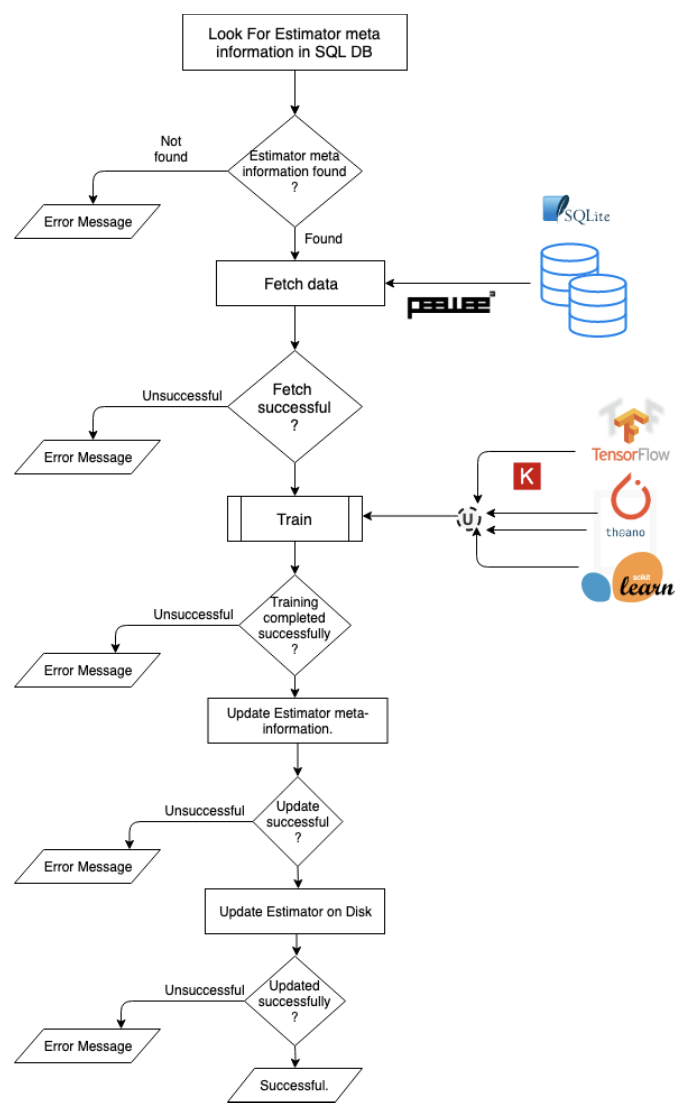 Look For Estimator meta
information in SQL DB
Not
found
Estimator meta
information found
?
Error Message
Found
SQLite
Fetch data
peewee
Unsuccessful
Fetch
successful
?
Error Message
TensorFlow
K
Train
U
theano
scikit
learn
Unsuccessful
Training
completed
successfully
?
Error Message
Update Estimator meta-
information.
Unsuccessful
Update
successful
?
Error Message
Update Estimator on Disk
Unsuccessful
Updated
successfully
?
Error Message
Successful.